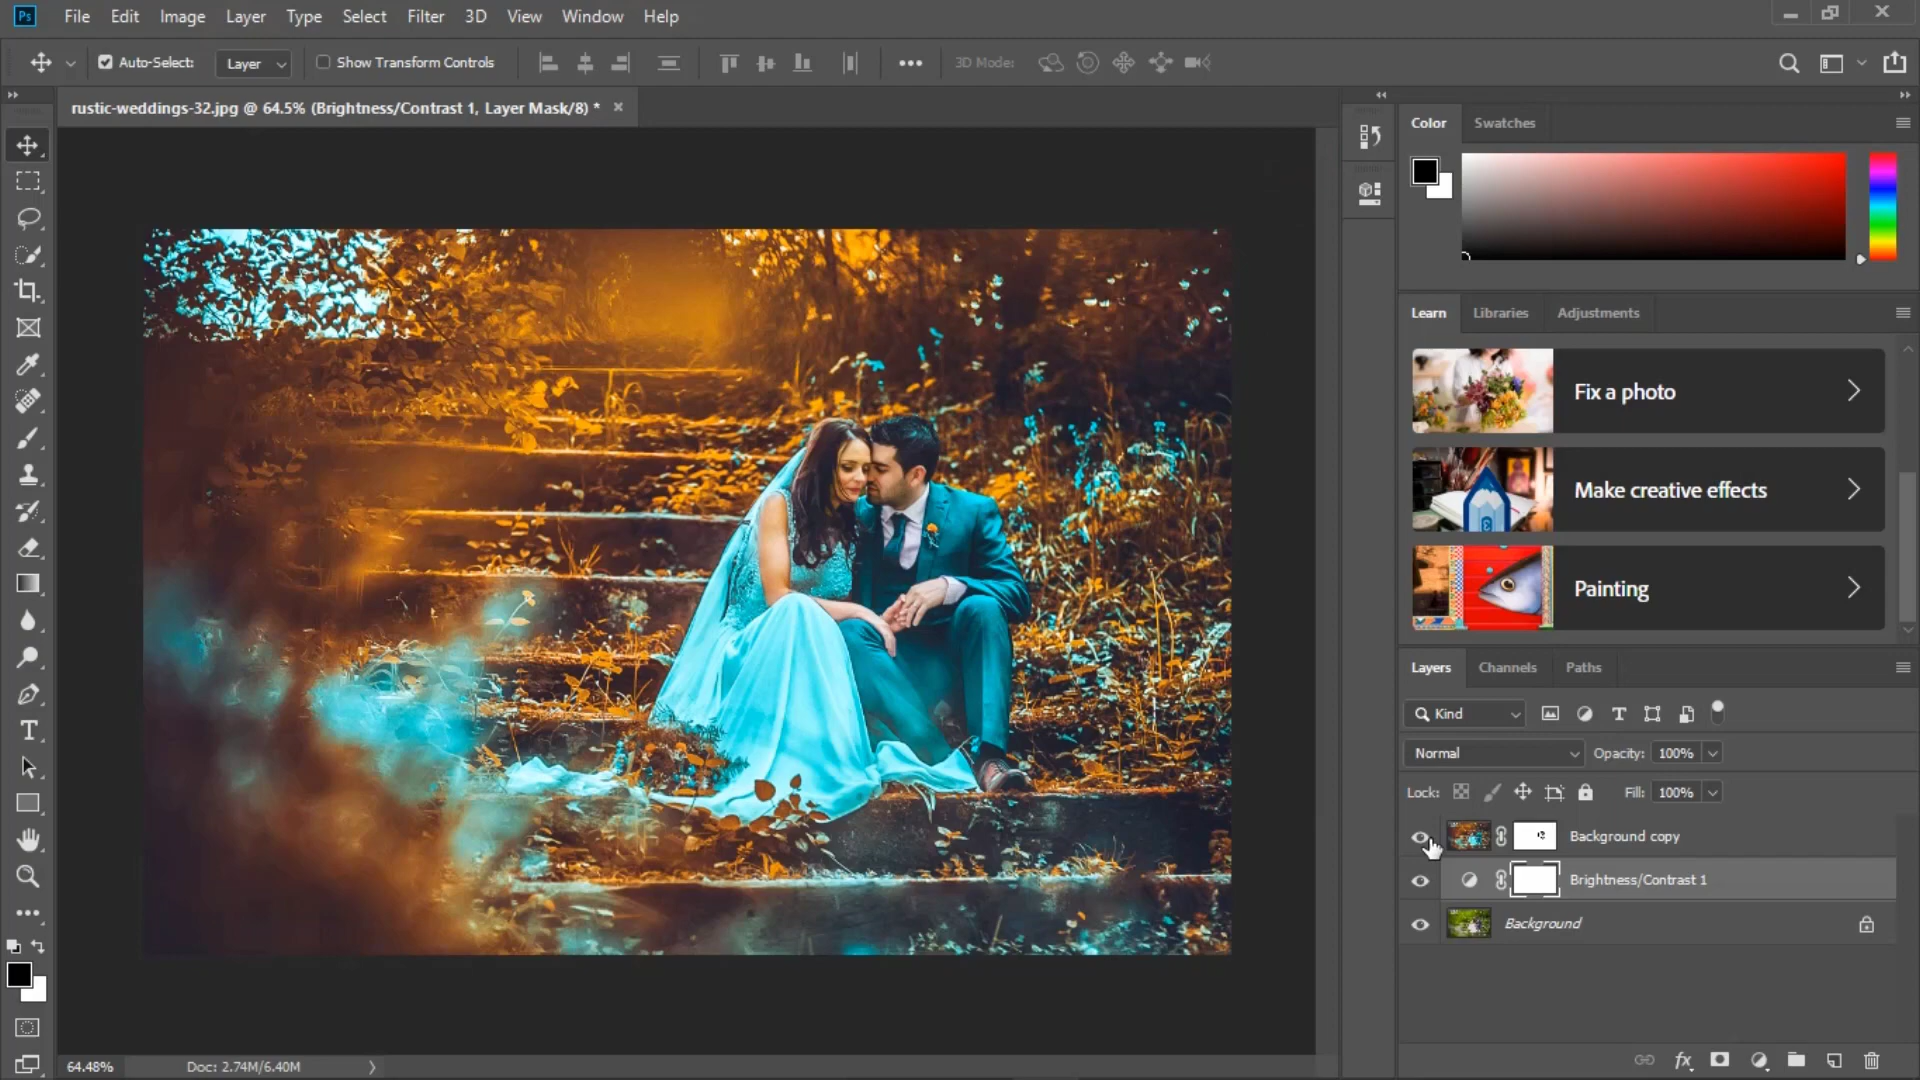 Ps File Edit Image Layer Type Select Filter 3D View Window Help
Auto-Select: Layer Show Transform Controls 3D Mode:
rustic-weddings-32.jpg @ 64.5% (Brightness/Contrast 1, Layer Mask/8) *
Color Swatches
Learn Libraries Adjustments
Fix a photo
Make creative effects
Painting
Layers Channels Paths
Kind
Normal Opacity: 100%
Lock: Fill: 100%
Background copy
Brightness/Contrast 1
Background
64.48% Doc: 2.74M/6.40M